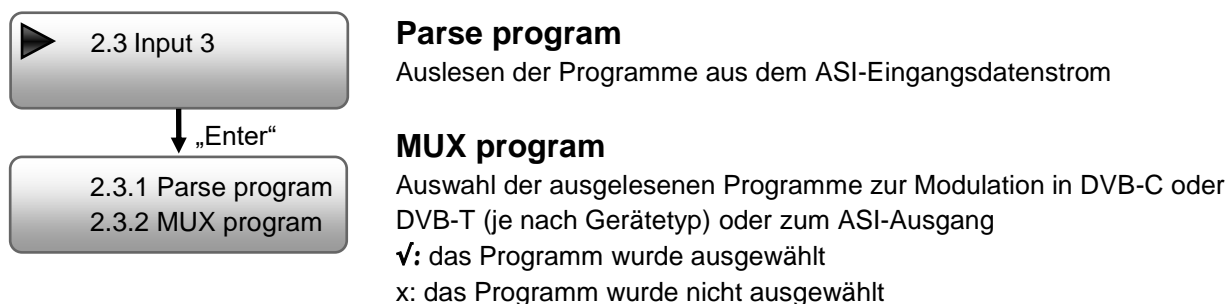 2.3 Input 3
„Enter“
2.3.1 Parse program
2.3.2 MUX program
Parse program
Auslesen der Programme aus dem ASI-Eingangsdatenstrom
MUX program
Auswahl der ausgelesenen Programme zur Modulation in DVB-C oder
DVB-T (je nach Gerätetyp) oder zum ASI-Ausgang
√: das Programm wurde ausgewählt
x: das Programm wurde nicht ausgewählt